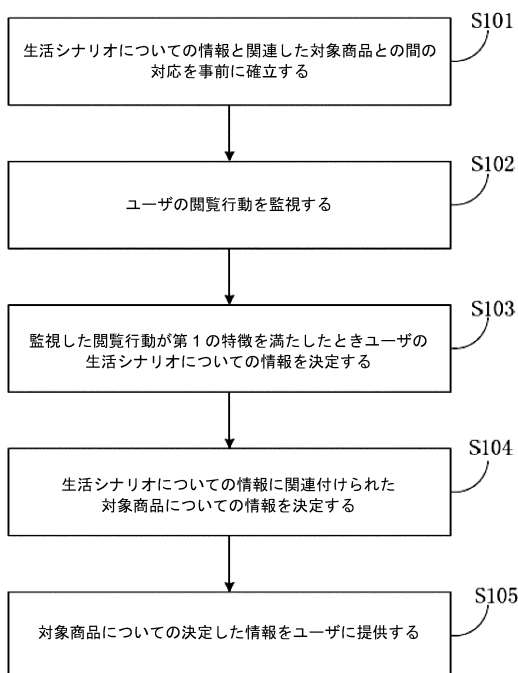 S101
生活シナリオについての情報と関連した対象商品との間の
対応を事前に確立する
S102
ユーザの閲覧行動を監視する
S103
監視した閲覧行動が第１の特徴を満たしたときユーザの
生活シナリオについての情報を決定する
S104
生活シナリオについての情報に関連付けられた
対象商品についての情報を決定する
S105
対象商品についての決定した情報をユーザに提供する